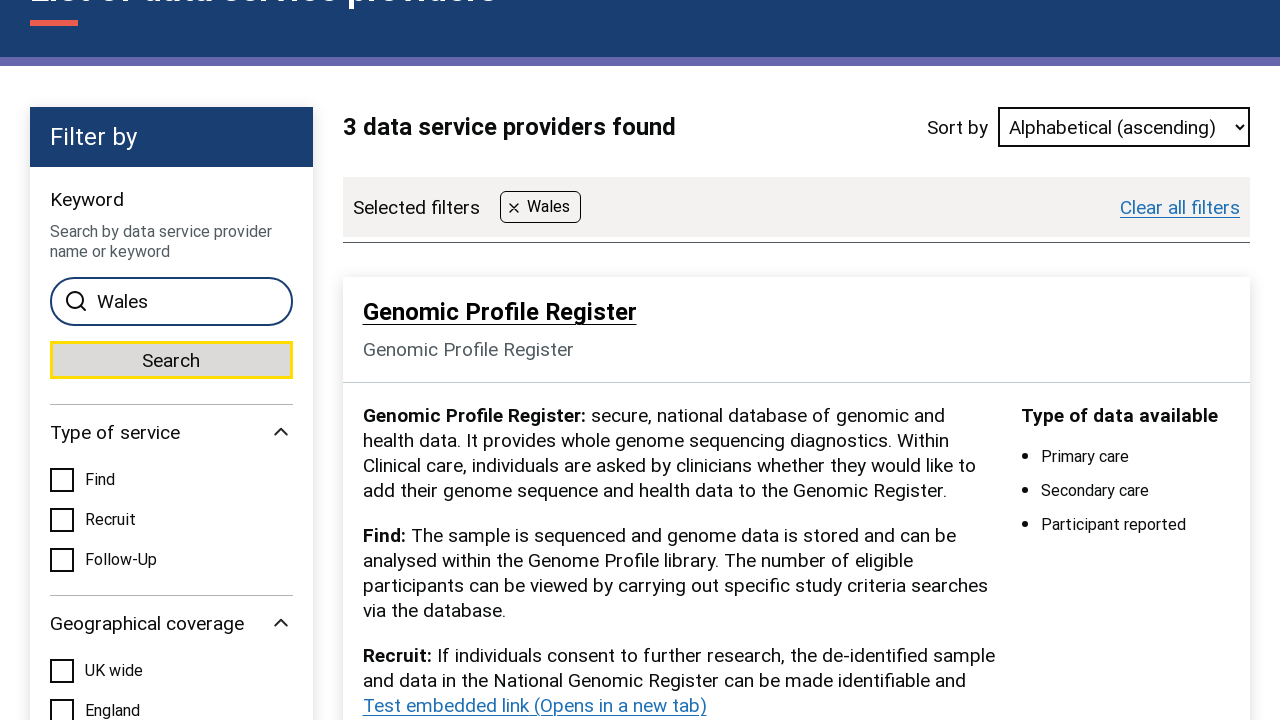 List of data service providers
Filter by
Keyword
Search by data service provider
name or keyword
Wales
Search
Type of service
Find
Recruit
Follow-Up
Geographical coverage
UK wide
England
3 data service providers found
Sort by
Alphabetical (ascending)
Selected filters
Wales
Clear all filters
Genomic Profile Register
Genomic Profile Register
Genomic Profile Register: secure, national database of genomic and
health data. It provides whole genome sequencing diagnostics. Within
Clinical care, individuals are asked by clinicians whether they would like to
add their genome sequence and health data to the Genomic Register.
Find: The sample is sequenced and genome data is stored and can be
analysed within the Genome Profile library. The number of eligible
participants can be viewed by carrying out specific study criteria searches
via the database.
Recruit: If individuals consent to further research, the de-identified sample
and data in the National Genomic Register can be made identifiable and
Test embedded link (Opens in a new tab)
Type of data available
Primary care
Secondary care
Participant reported